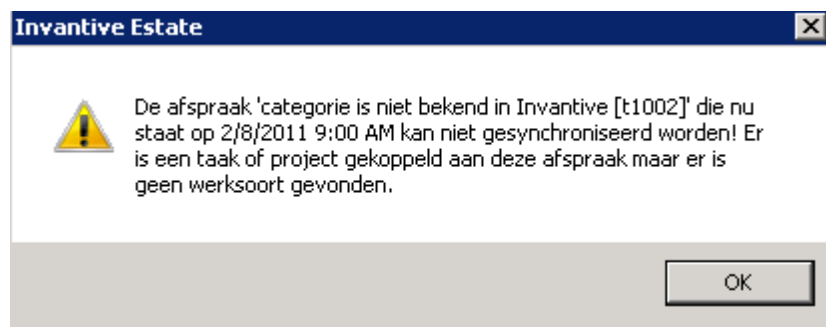 Invantive Estate
De afspraak 'categorie is niet bekend in Invantive [t1002]' die nu
staat op 2/8/2011 9:00 AM kan niet gesynchroniseerd worden! Er
is een taak of project gekoppeld aan deze afspraak maar er is
geen werksoort gevonden.
OK